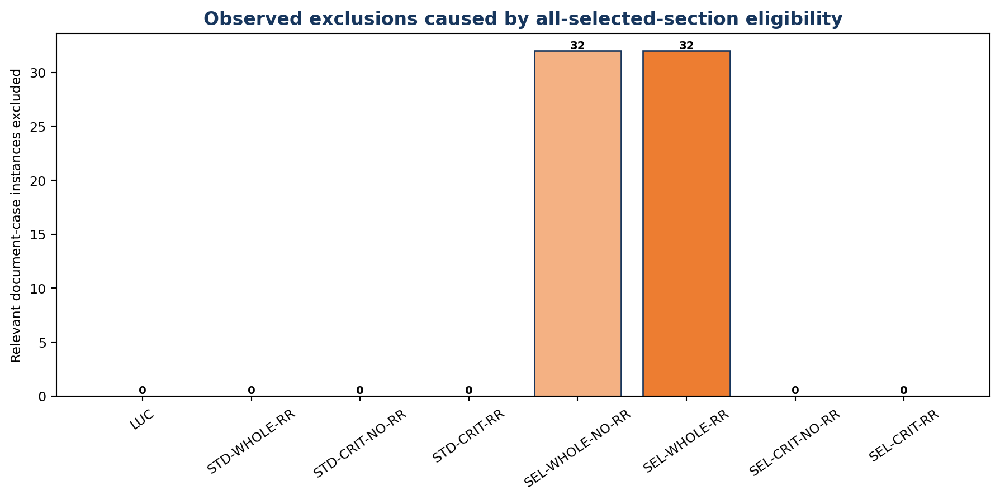 Observed exclusions caused by all-selected-section eligibility
Relevant document-case instances excluded
30
25
20
15
10
5
0
0
0
0
0
32
32
0
0
LUC
STD-WHOLE-RR
STD-CRIT-NO-RR
STD-CRIT-RR
SEL-WHOLE-NO-RR
SEL-WHOLE-RR
SEL-CRIT-NO-RR
SEL-CRIT-RR